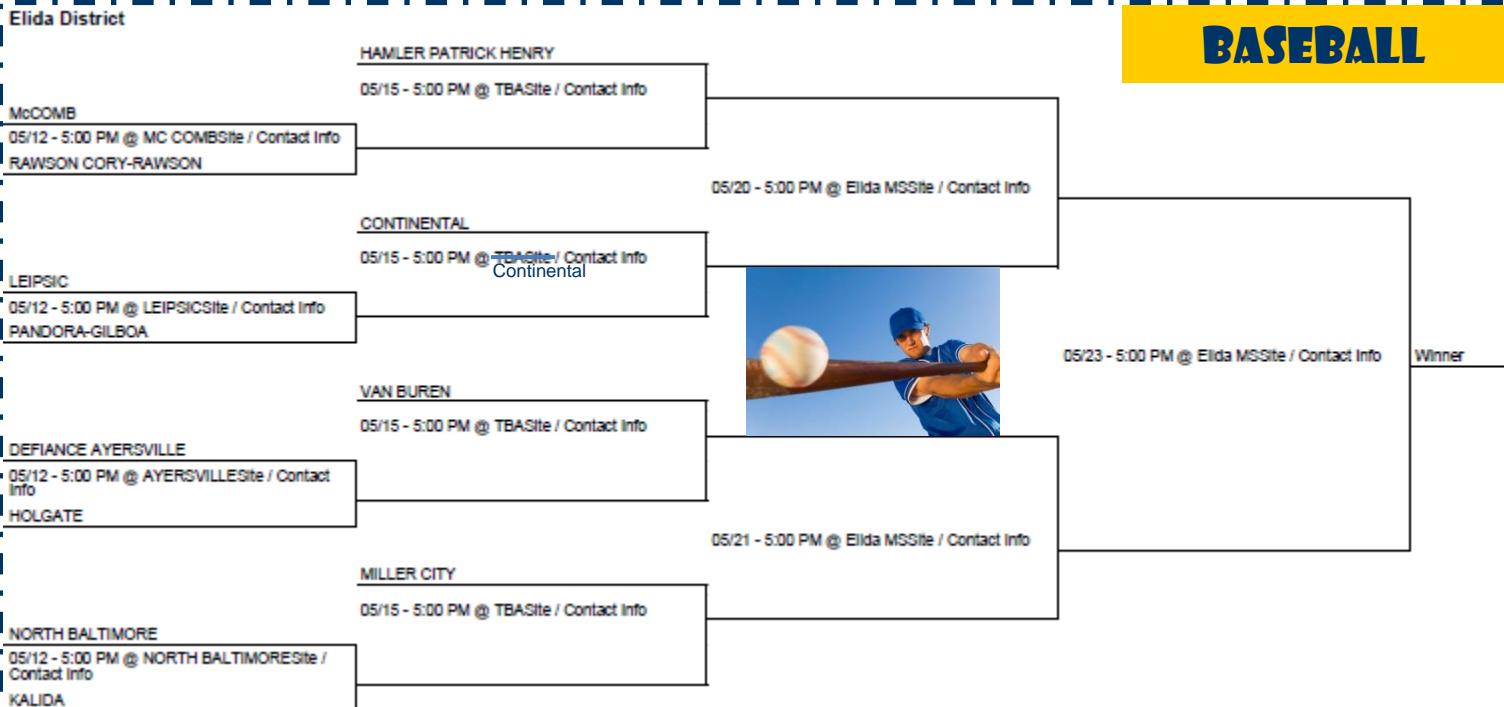 Elida District
BASEBALL
HAMLER PATRICK HENRY
05/15 - 5:00 PM @ TBASite / Contact Info
McCOMB
05/12 - 5:00 PM @ MC COMBSite / Contact Info
RAWSON CORY-RAWSON
05/20 - 5:00 PM @ Elida MSSite / Contact Info
CONTINENTAL
05/15 - 5:00 PM @ TBASite / Contact Info
Continental
LEIPSIC
05/12 - 5:00 PM @ LEIPSICSite / Contact Info
PANDORA-GILBOA
05/23 - 5:00 PM @ Elida MSSite / Contact Info
Winner
VAN BUREN
05/15 - 5:00 PM @ TBASite / Contact Info
DEFIANCE AYERSVILLE
05/12 - 5:00 PM @ AYERSVILLESite / Contact
Info
HOLGATE
05/21 - 5:00 PM @ Elida MSSite / Contact Info
MILLER CITY
05/15 - 5:00 PM @ TBASite / Contact Info
NORTH BALTIMORE
05/12 - 5:00 PM @ NORTH BALTIMORESite /
Contact Info
KALIDA